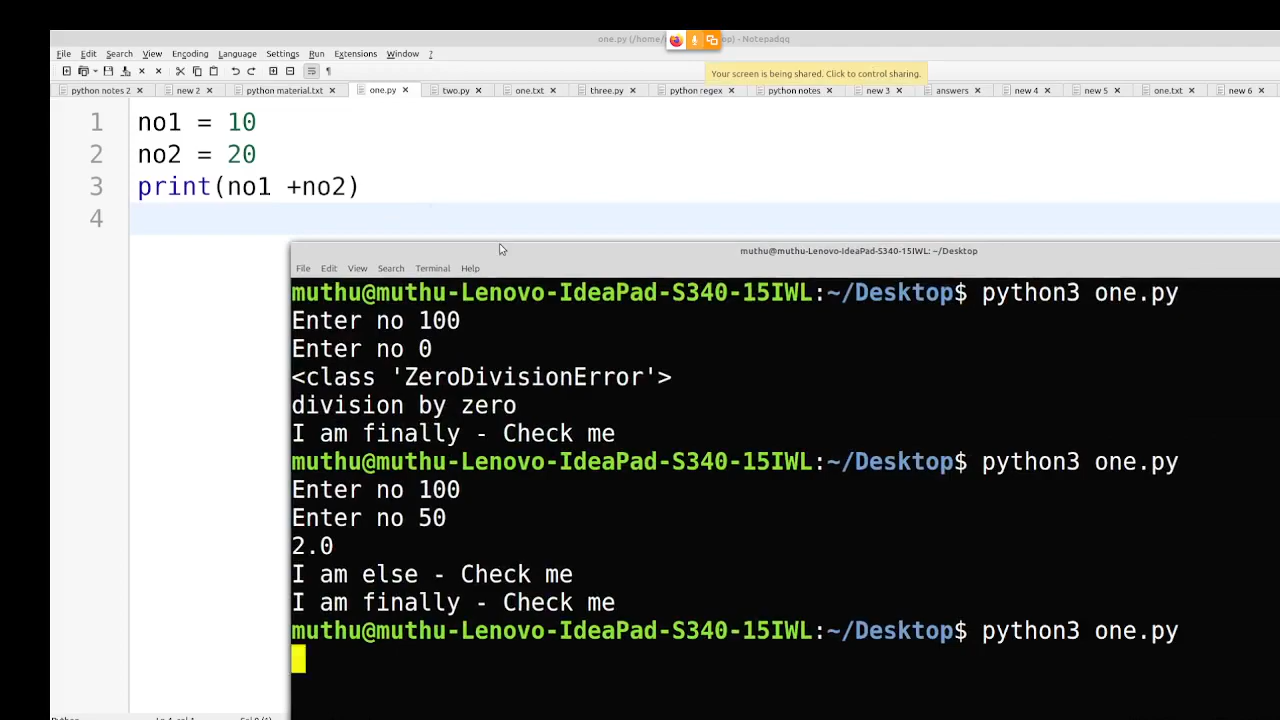 one.py (/home/ op) - Notepadqq
File Edit Search View Encoding Language Settings Run Extensions Window ?
Your screen is being shared. Click to control sharing.
python notes 2 new 2 python material.txt one.py two.py one.txt three.py python regex python notes new 3 answers new 4 new 5 one.txt new 6
1 no1 = 10
2 no2 = 20
3 print(no1 +no2)
4
muthu@muthu-Lenovo-IdeaPad-S340-15IWL: ~/Desktop
File Edit View Search Terminal Help
muthu@muthu-Lenovo-IdeaPad-S340-15IWL:~/Desktop$ python3 one.py
Enter no 100
Enter no 0
<class 'ZeroDivisionError'>
division by zero
I am finally - Check me
muthu@muthu-Lenovo-IdeaPad-S340-15IWL:~/Desktop$ python3 one.py
Enter no 100
Enter no 50
2.0
I am else - Check me
I am finally - Check me
muthu@muthu-Lenovo-IdeaPad-S340-15IWL:~/Desktop$ python3 one.py